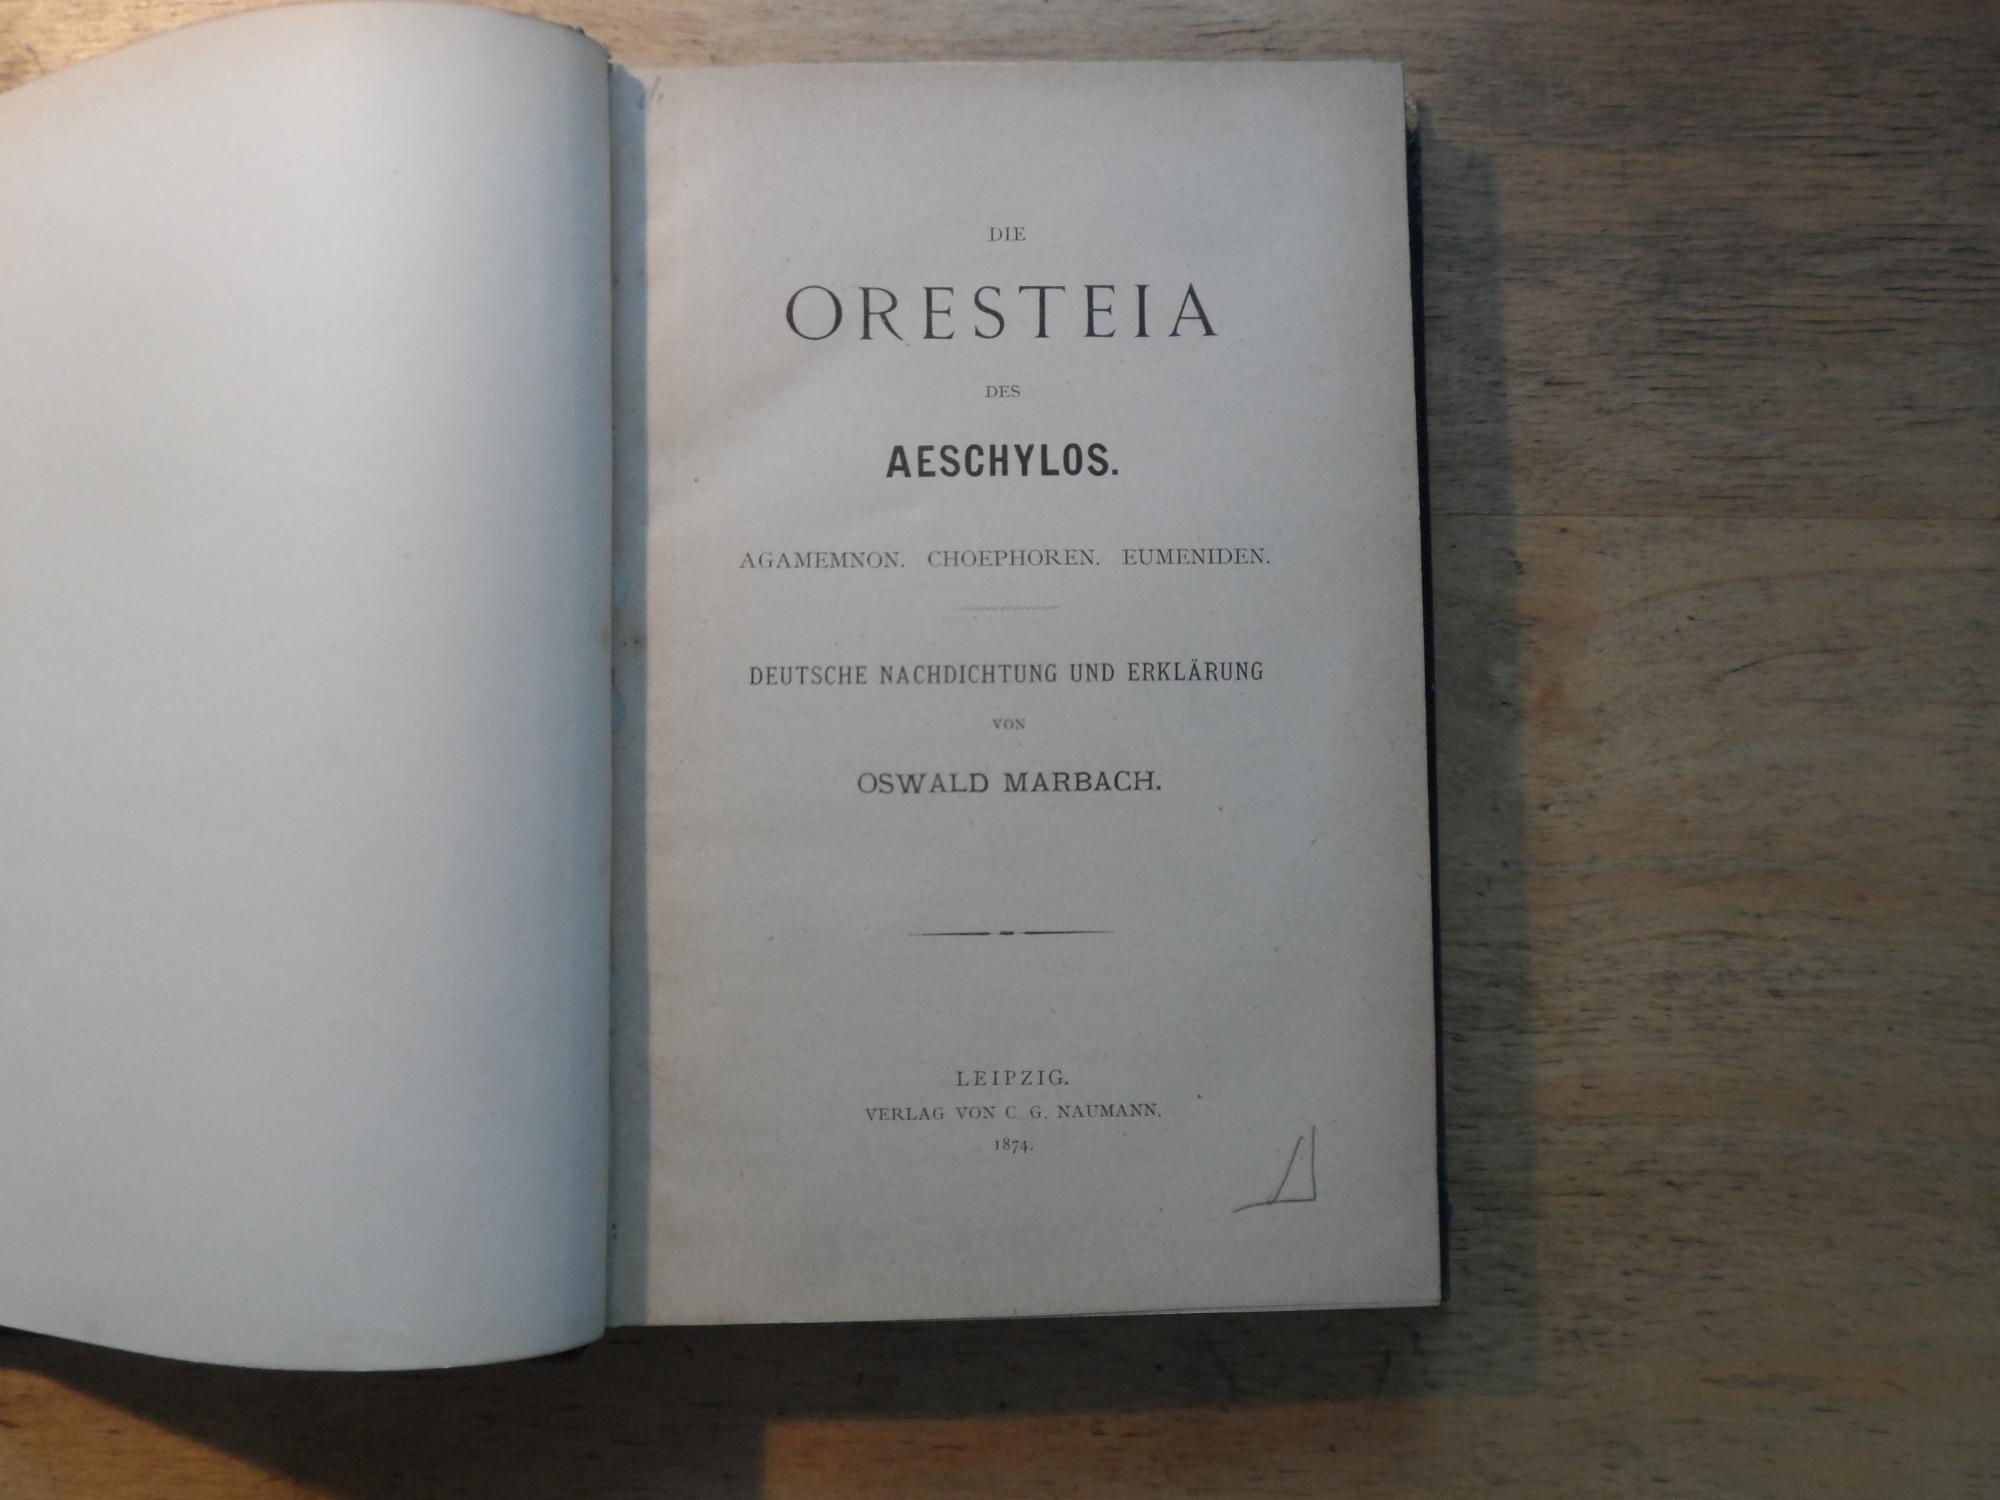 DIE
ORESTEIA
DES
AESCHYLOS.
AGAMEMNON. CHOEPHOREN. EUMENIDEN.
DEUTSCHE NACHDICHTUNG UND ERKLÄRUNG
VON
OSWALD MARBACH.
LEIPZIG.
VERLAG VON C. G. NAUMANN.
1874.